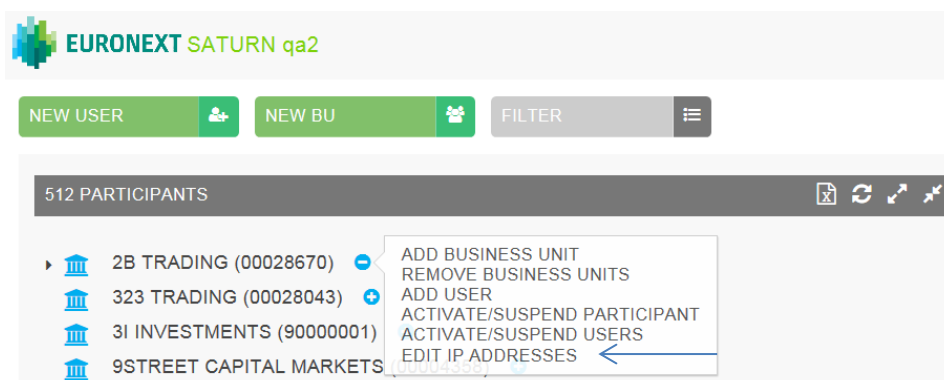 EURONEXT SATURN qa2
NEW USER
NEW BU
FILTER
512 PARTICIPANTS
2B TRADING (00028670)
323 TRADING (00028043)
3I INVESTMENTS (90000001)
9STREET CAPITAL MARKETS (00004358)
ADD BUSINESS UNIT
REMOVE BUSINESS UNITS
ADD USER
ACTIVATE/SUSPEND PARTICIPANT
ACTIVATE/SUSPEND USERS
EDIT IP ADDRESSES